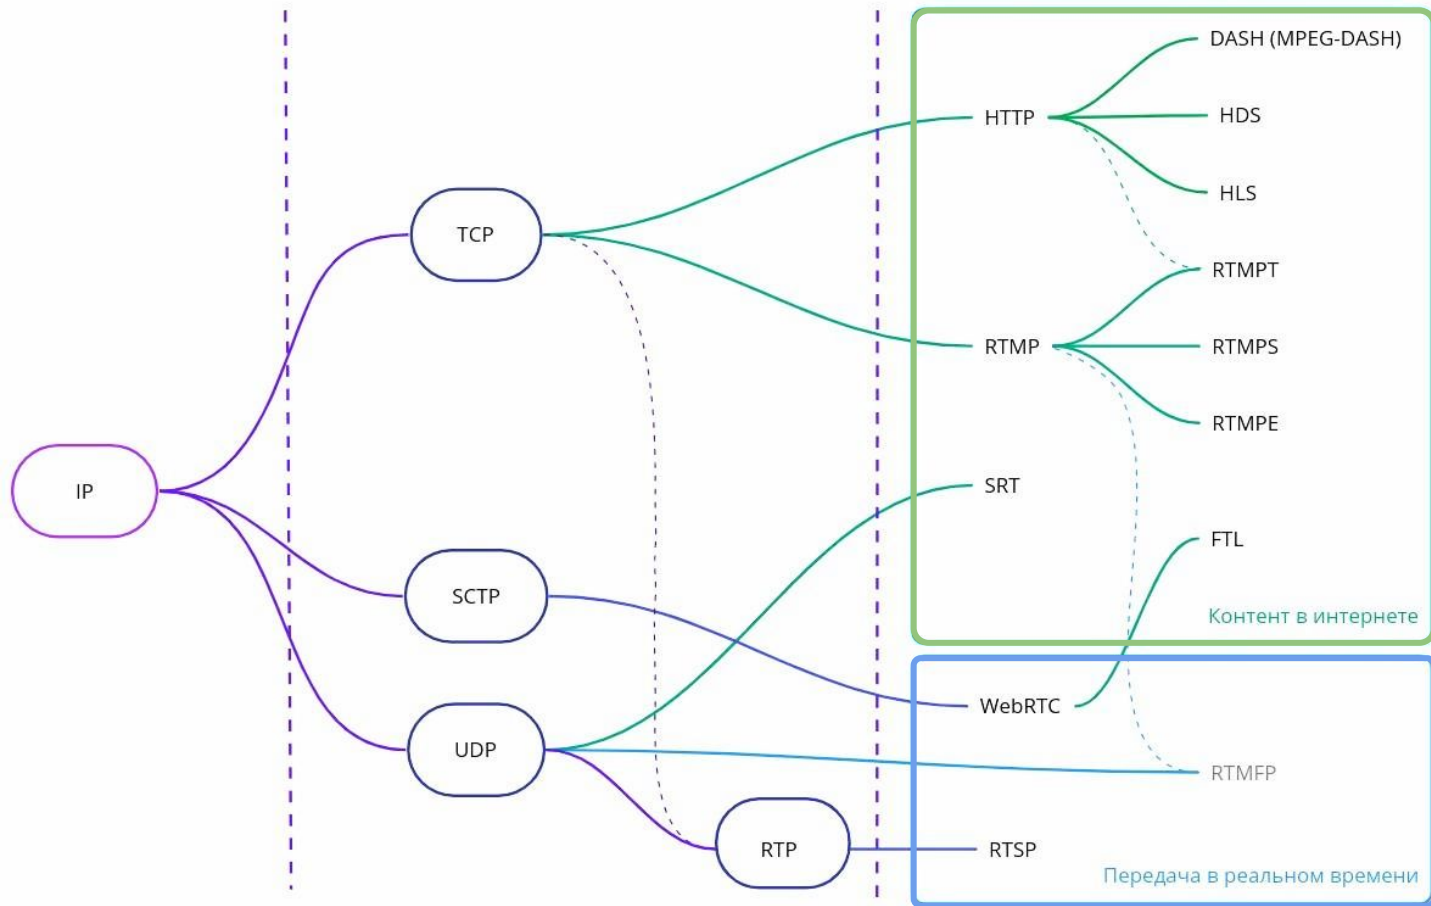 IP
TCP
SCTP
UDP
RTP
HTTP
DASH (MPEG-DASH)
HDS
HLS
RTMP
RTMPT
RTMPS
RTMPE
SRT
FTL
Контент в интернете
WebRTC
RTMFP
RTSP
Передача в реальном времени